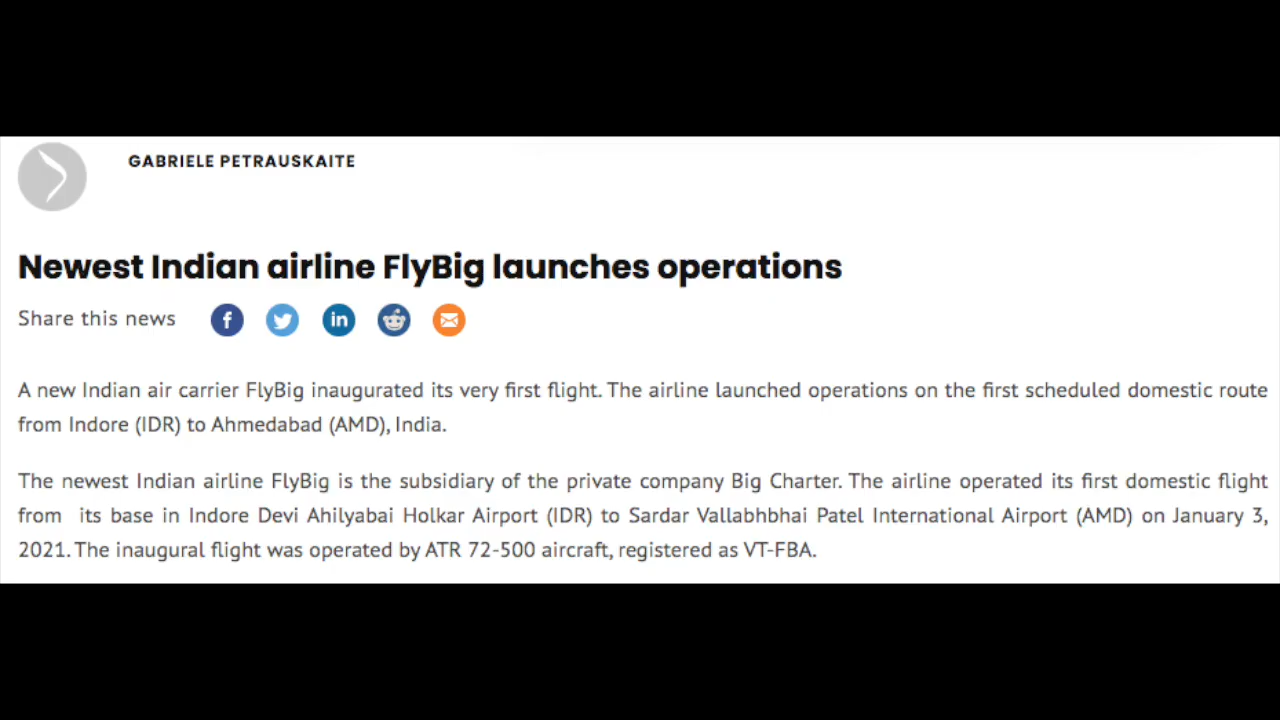 GABRIELE PETRAUSKAITE
Newest Indian airline FlyBig launches operations
Share this news
A new Indian air carrier FlyBig inaugurated its very first flight. The airline launched operations on the first scheduled domestic route
from Indore (IDR) to Ahmedabad (AMD), India.
The newest Indian airline FlyBig is the subsidiary of the private company Big Charter. The airline operated its first domestic flight
from its base in Indore Devi Ahilyabai Holkar Airport (IDR) to Sardar Vallabhbhai Patel International Airport (AMD) on January 3,
2021. The inaugural flight was operated by ATR 72-500 aircraft, registered as VT-FBA.